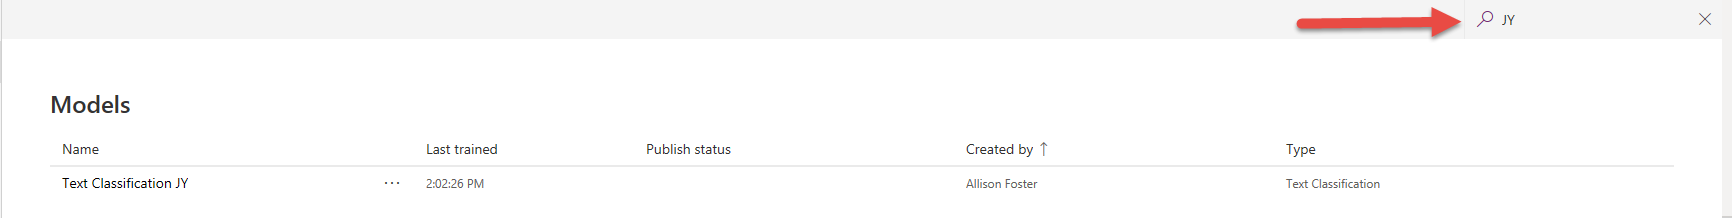 JY
Models
Name Last trained Publish status Created by ↑ Type
Text Classification JY ... 2:02:26 PM Allison Foster Text Classification